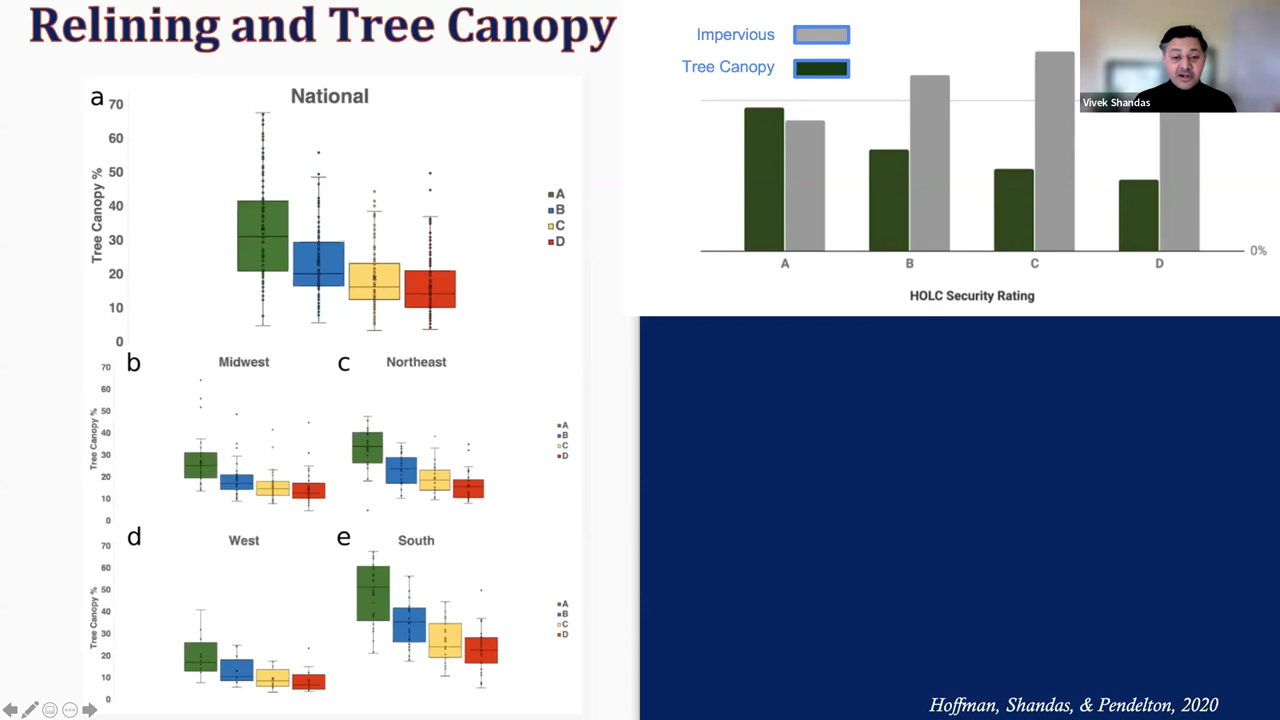 Relining and Tree Canopy
a
National
70
60
50
40
30
20
10
0
Tree Canopy %
A
B
C
D
b
Midwest
70
60
50
40
30
20
10
0
Tree Canopy %
c
Northeast
A
B
C
D
d
West
70
60
50
40
30
20
10
0
Tree Canopy %
e
South
A
B
C
D
Impervious
Tree Canopy
0%
A B C D
HOLC Security Rating
Vivek Shandas
Hoffman, Shandas, & Pendelton, 2020